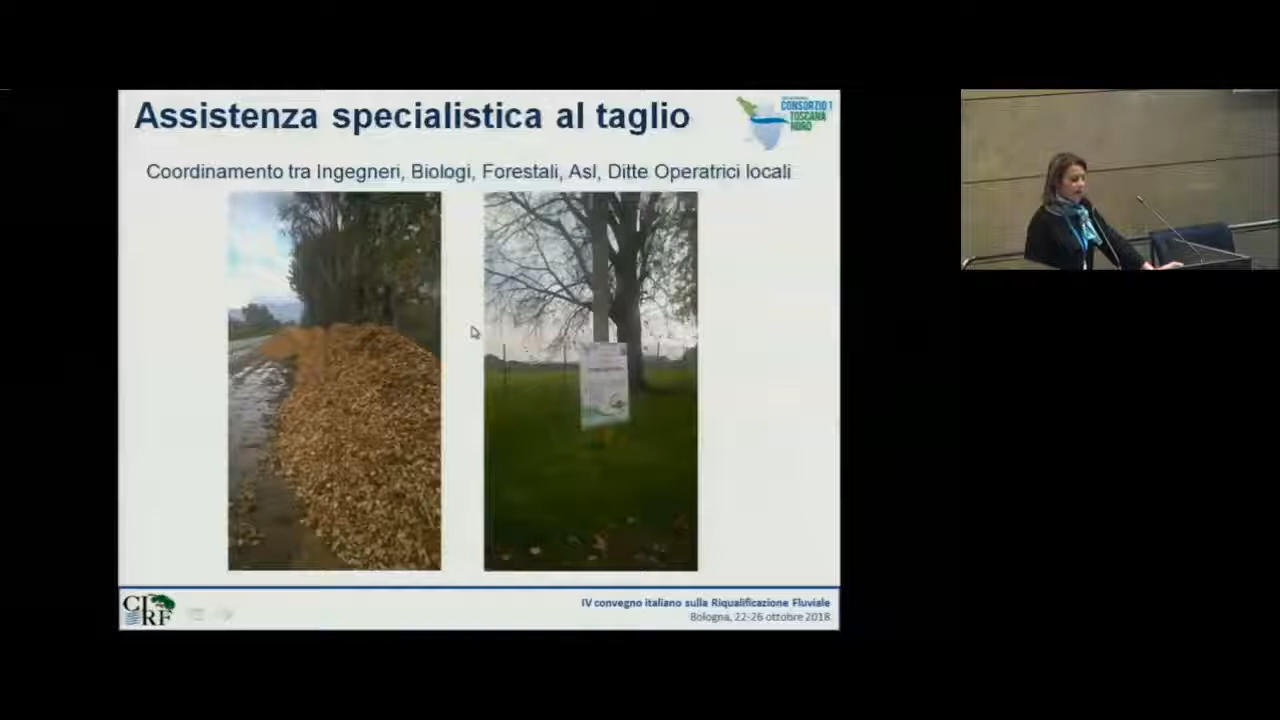 Assistenza specialistica al taglio
CONSORZIO 1
TOSCANA
NORD
Coordinamento tra Ingegneri, Biologi, Forestali, Asl, Ditte Operatrici locali
CIRF
IV convegno italiano sulla Riqualificazione Fluviale
Bologna, 22-26 ottobre 2018